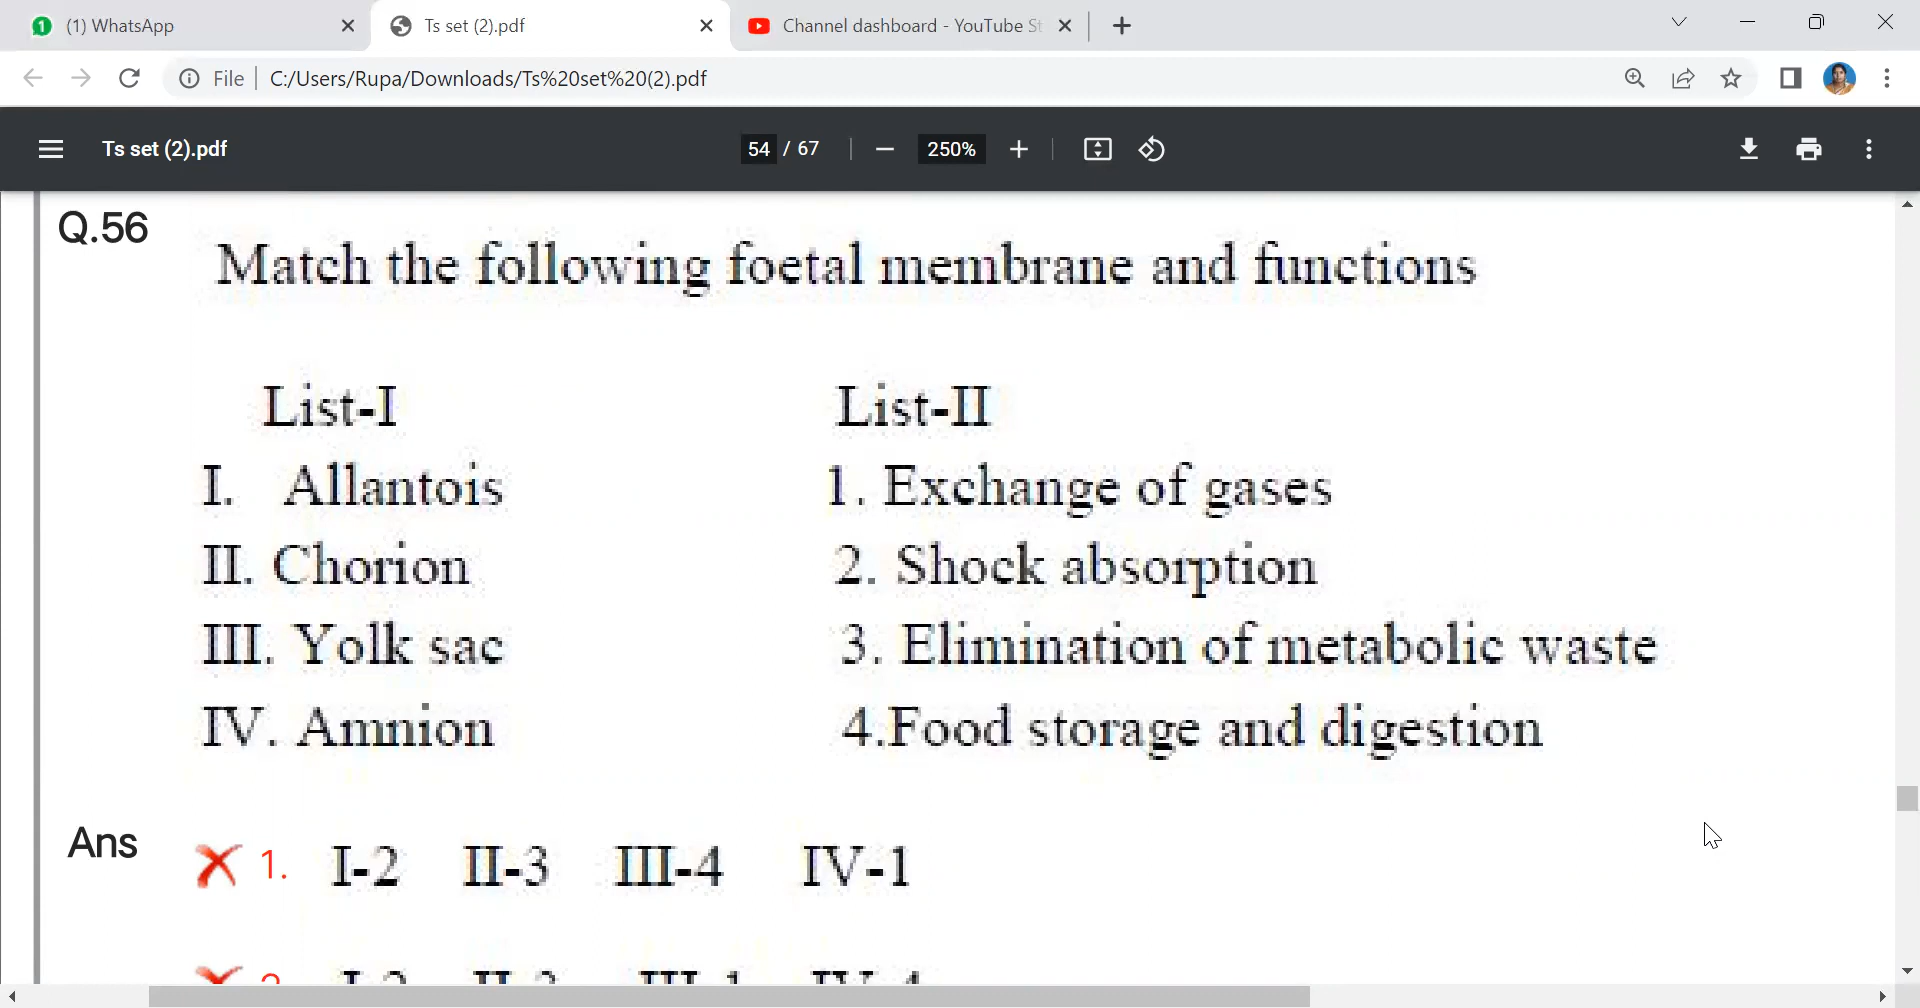 (1) WhatsApp
Ts set (2).pdf
Channel dashboard - YouTube St
File C:/Users/Rupa/Downloads/Ts%20set%20(2).pdf
Ts set (2).pdf
54 / 67
250%
Q.56
Match the following foetal membrane and functions
List-I List-II
I. Allantois 1. Exchange of gases
II. Chorion 2. Shock absorption
III. Yolk sac 3. Elimination of metabolic waste
IV. Amnion 4.Food storage and digestion
Ans
1. I-2 II-3 III-4 IV-1